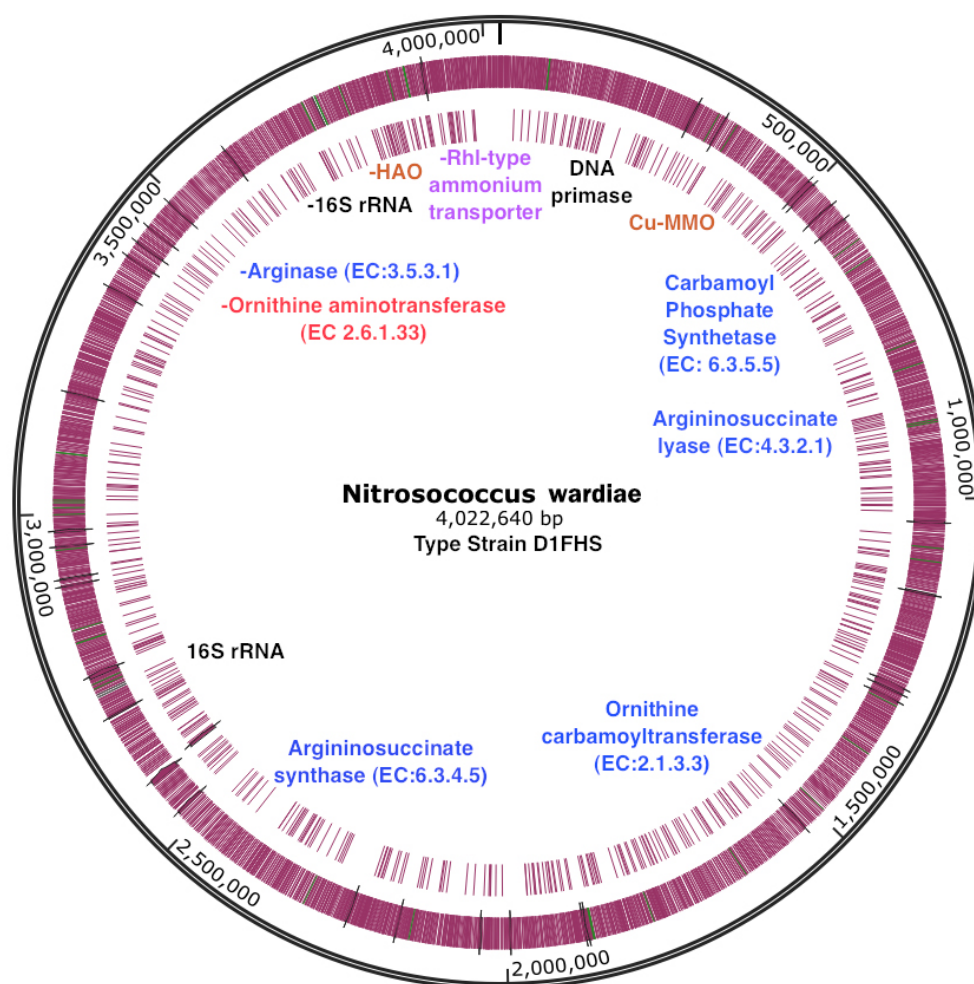 4,000,000
500,000
1,000,000
1,500,000
2,000,000
2,500,000
3,000,000
3,500,000
-HAO
-16S rRNA
-Rhl-type
ammonium
transporter
DNA
primase
Cu-MMO
-Arginase (EC:3.5.3.1)
-Ornithine aminotransferase
(EC 2.6.1.33)
Carbamoyl
Phosphate
Synthetase
(EC: 6.3.5.5)
Argininosuccinate
lyase (EC:4.3.2.1)
Nitrosococcus wardiae
4,022,640 bp
Type Strain D1FHS
16S rRNA
Ornithine
carbamoyltransferase
(EC:2.1.3.3)
Argininosuccinate
synthase (EC:6.3.4.5)